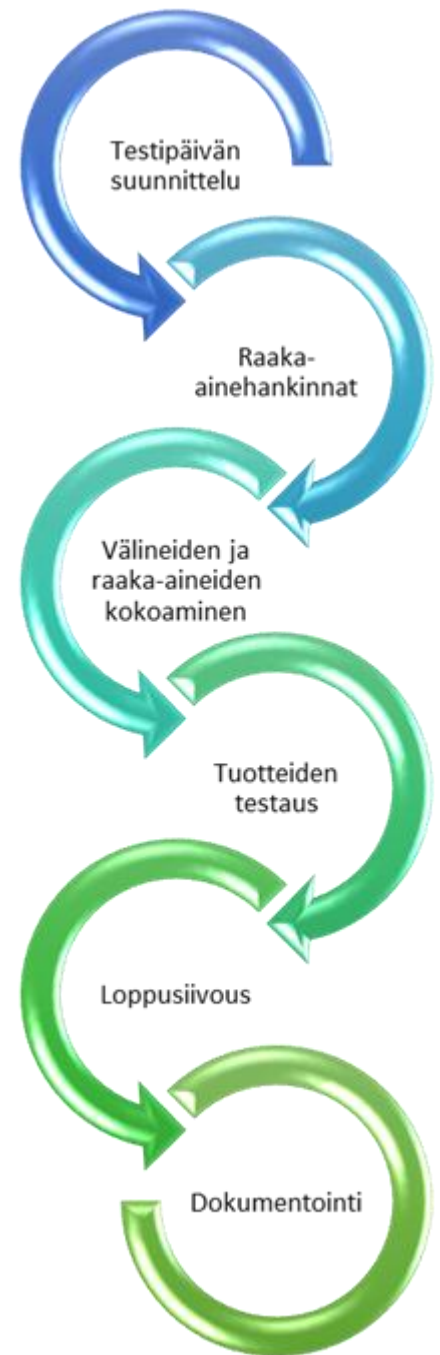 Testipäivän
suunnittelu
Raaka-
ainehankinnat
Välineiden ja
raaka-aineiden
kokoaminen
Tuotteiden
testaus
Loppusiivous
Dokumentointi